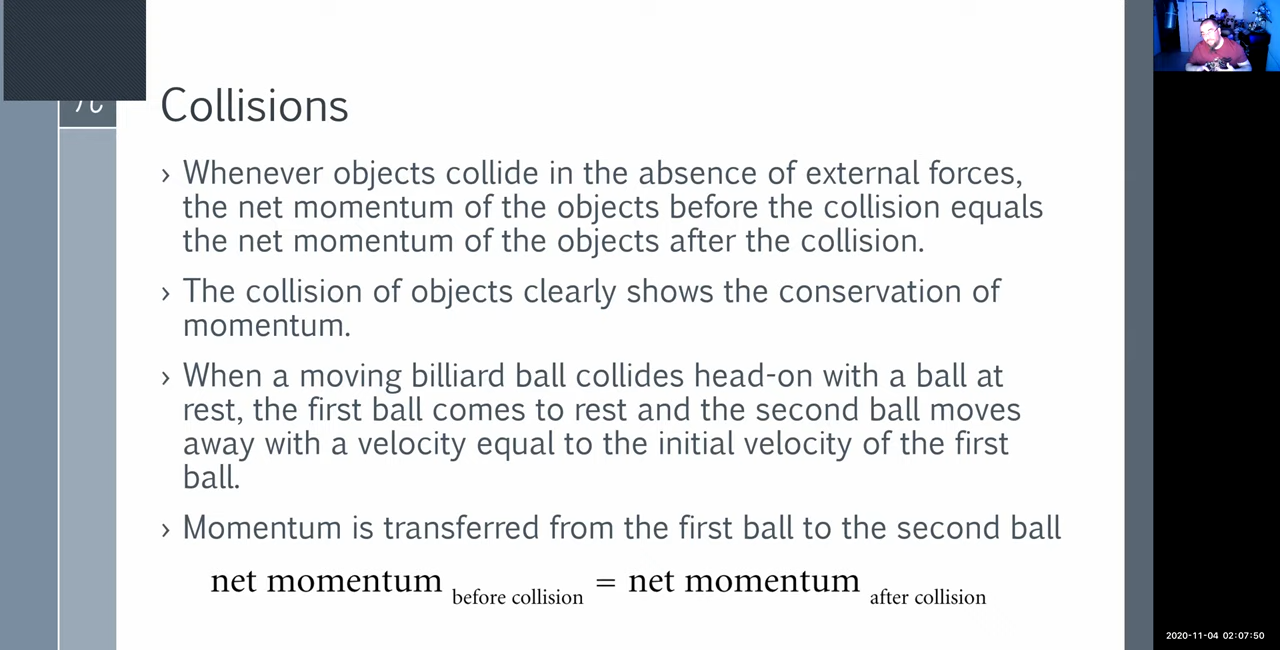 Collisions
› Whenever objects collide in the absence of external forces,
the net momentum of the objects before the collision equals
the net momentum of the objects after the collision.
› The collision of objects clearly shows the conservation of
momentum.
› When a moving billiard ball collides head-on with a ball at
rest, the first ball comes to rest and the second ball moves
away with a velocity equal to the initial velocity of the first
ball.
› Momentum is transferred from the first ball to the second ball
net momentum before collision = net momentum after collision
2020-11-04 02:07:50